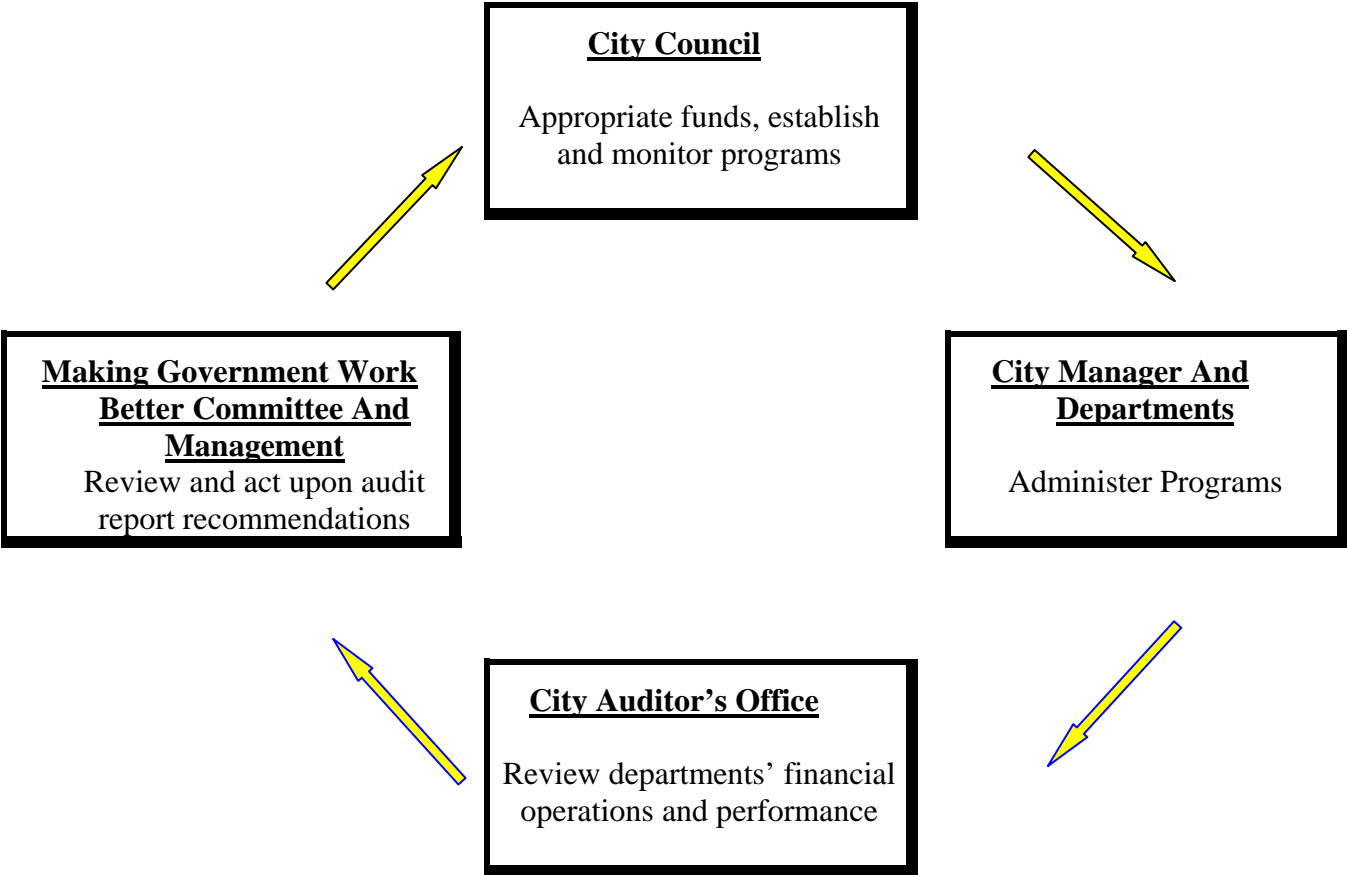 City Council
Appropriate funds, establish
and monitor programs
Making Government Work
Better Committee And
Management
Review and act upon audit
report recommendations
City Manager And
Departments
Administer Programs
City Auditor’s Office
Review departments’ financial
operations and performance